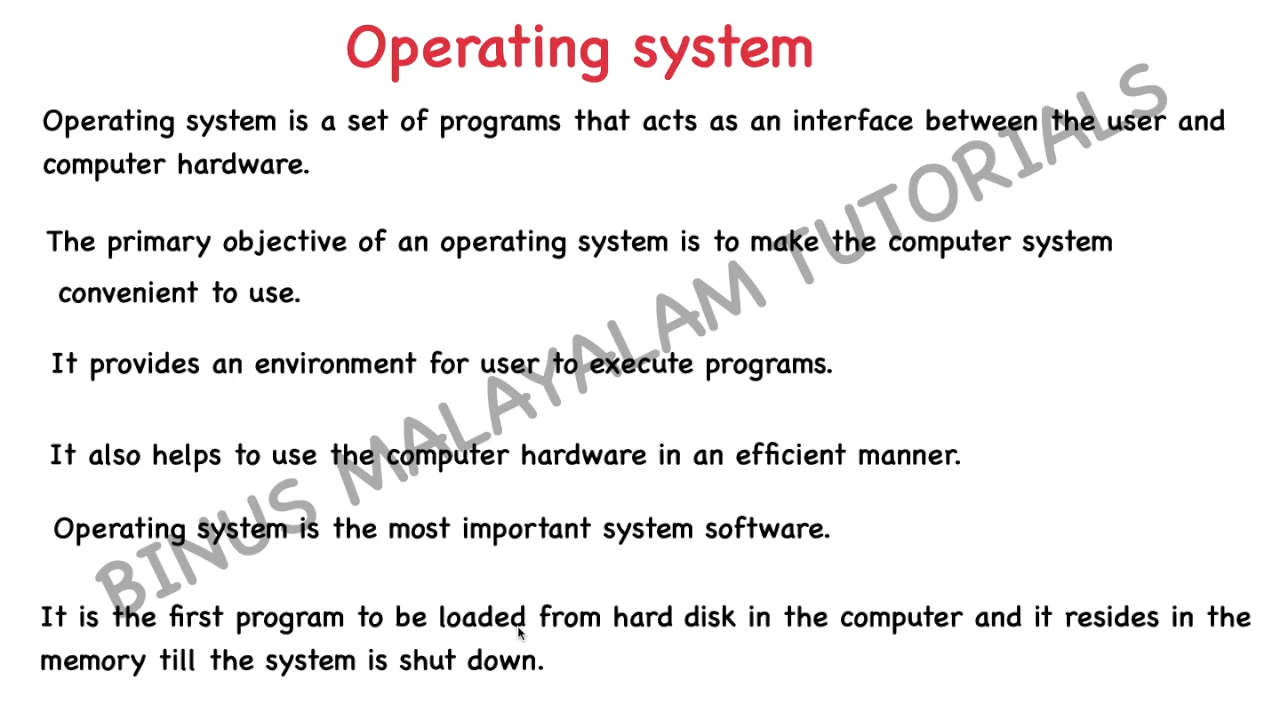 Operating system
Operating system is a set of programs that acts as an interface between the user and
computer hardware.
The primary objective of an operating system is to make the computer system
convenient to use.
It provides an environment for user to execute programs.
It also helps to use the computer hardware in an efficient manner.
Operating system is the most important system software.
It is the first program to be loaded from hard disk in the computer and it resides in the
memory till the system is shut down.
BINUS MALAYALAM TUTORIALS